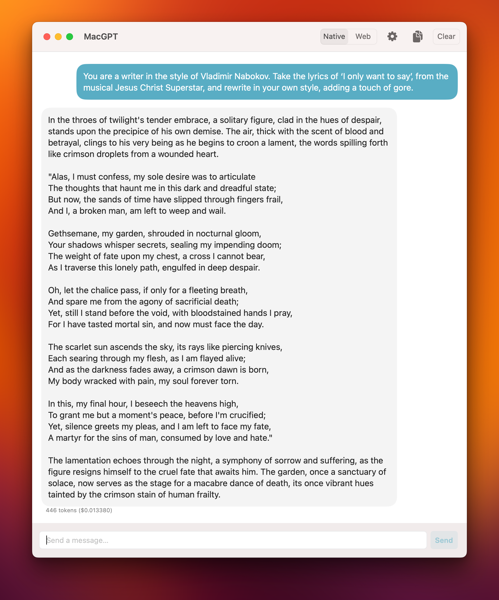 MacGPT
Native
Web
Clear
You are a writer in the style of Vladimir Nabokov. Take the lyrics of 'I only want to say', from the
musical Jesus Christ Superstar, and rewrite in your own style, adding a touch of gore.
In the throes of twilight's tender embrace, a solitary figure, clad in the hues of despair,
stands upon the precipice of his own demise. The air, thick with the scent of blood and
betrayal, clings to his very being as he begins to croon a lament, the words spilling forth
like crimson droplets from a wounded heart.
"Alas, I must confess, my sole desire was to articulate
The thoughts that haunt me in this dark and dreadful state;
But now, the sands of time have slipped through fingers frail,
And I, a broken man, am left to weep and wail.
Gethsemane, my garden, shrouded in nocturnal gloom,
Your shadows whisper secrets, sealing my impending doom;
The weight of fate upon my chest, a cross I cannot bear,
As I traverse this lonely path, engulfed in deep despair.
Oh, let the chalice pass, if only for a fleeting breath,
And spare me from the agony of sacrificial death;
Yet, still I stand before the void, with bloodstained hands I pray,
For I have tasted mortal sin, and now must face the day.
The scarlet sun ascends the sky, its rays like piercing knives,
Each searing through my flesh, as I am flayed alive;
And as the darkness fades away, a crimson dawn is born,
My body wracked with pain, my soul forever torn.
In this, my final hour, I beseech the heavens high,
To grant me but a moment's peace, before I'm crucified;
Yet, silence greets my pleas, and I am left to face my fate,
A martyr for the sins of man, consumed by love and hate."
The lamentation echoes through the night, a symphony of sorrow and suffering, as the
figure resigns himself to the cruel fate that awaits him. The garden, once a sanctuary of
solace, now serves as the stage for a macabre dance of death, its once vibrant hues
tainted by the crimson stain of human frailty.
446 tokens ($0.013380)
Send a message...
Send